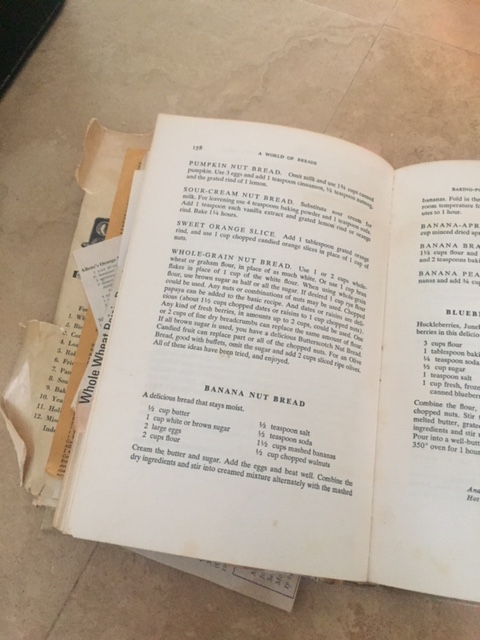 158
A WORLD OF BREADS
PUMPKIN NUT BREAD. Omit milk and use 1¼ cups canned
pumpkin. Use 3 eggs and add 1 teaspoon cinnamon, ½ teaspoon nutmeg,
and the grated rind of 1 lemon.
SOUR-CREAM NUT BREAD. Substitute sour cream for
milk. For leavening use 4 teaspoons baking powder and 1 teaspoon soda.
Add 1 teaspoon each vanilla extract and grated lemon rind or orange
rind. Bake 1¼ hours.
SWEET ORANGE SLICE. Add 1 tablespoon grated orange
rind, and use 1 cup chopped candied orange slices in place of 1 cup of
nuts.
WHOLE-GRAIN NUT BREAD. Use 1 or 2 cups whole-
wheat or graham flour, in place of as much white. Or use 1 cup bran
flakes in place of 1 cup of the white flour. When using whole-grain
flour, use brown sugar as half or all the sugar. If desired 1 cup raisins
could be used. Any nuts or combinations of nuts may be used. Chopped
papaya can be added to the basic recipe. And dates or raisins are deli-
cious (about 1½ cups chopped dates or raisins to 1 cup chopped nuts).
Any kind of fresh berries, in amounts up to 2 cups, could be used. One
or 2 cups of fine dry breadcrumbs can replace the same amount of flour.
If all brown sugar is used, you have a delicious Butterscotch Nut Bread.
Candied fruit can replace part or all of the chopped nuts. For an Olive
Bread, good with buffets, omit the sugar and add 2 cups sliced ripe olives.
All of these ideas have been tried, and enjoyed.
BANANA NUT BREAD
A delicious bread that stays moist.
½ cup butter
1 cup white or brown sugar
2 large eggs
2 cups flour
½ teaspoon salt
½ teaspoon soda
1½ cups mashed bananas
½ cup chopped walnuts
Cream the butter and sugar. Add the eggs and beat well. Combine the
dry ingredients and stir into creamed mixture alternately with the mashed
BAKING-PO
bananas. Fold in the
room temperature f
utes to 1 hour.
BANANA-APR
cup mined dried ap
BANANA BRA
1½ cups flour and
and 2 teaspoons bak
BANANA PEA
nanas and add ¾ cup
BLUEB
Huckleberries, Junel
berries in this delicio
3 cups flour
1 tablespoon baki
¼ teaspoon soda
½ cup sugar
1 teaspoon salt
1 cup fresh, froze
canned blueber
Combine the flour,
chopped nuts. Stir
melted butter, grated
ingredients and stir
Pour into a well-butt
350° oven for 1 hour
And
Hor
Whole Wheat